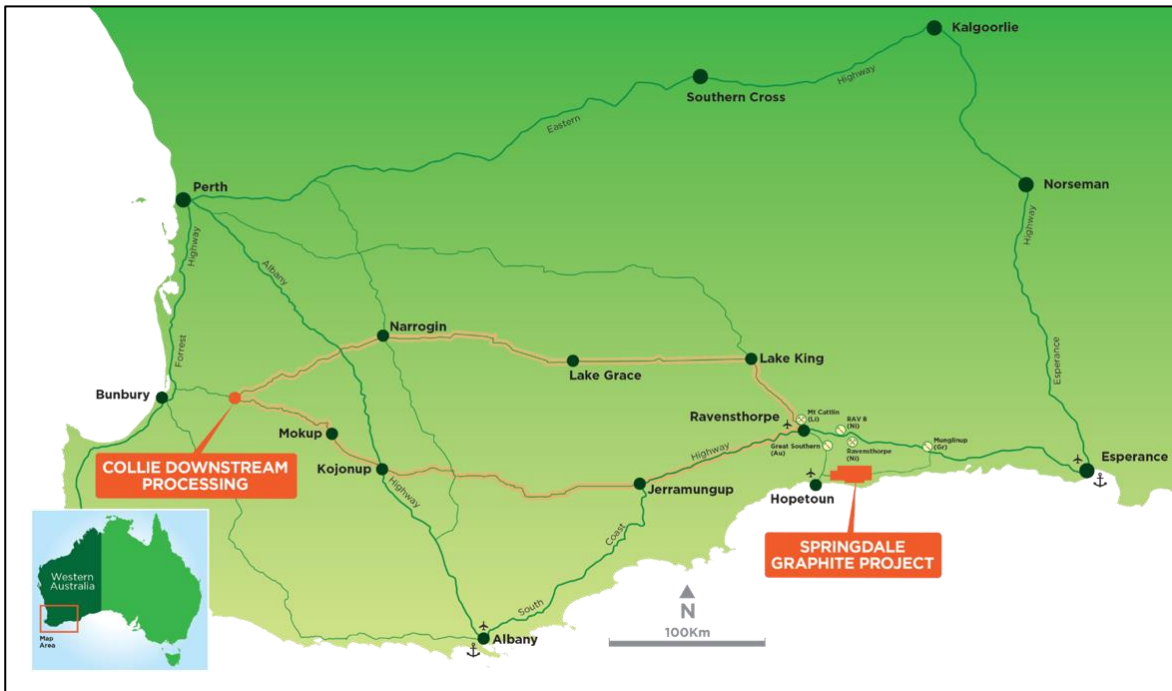 Kalgoorlie
Highway
Southern Cross
Eastern
Perth
Norseman
Highway
Albany
Highway
Forrest
Narrogin
Lake Grace
Lake King
Esperance
Bunbury
Mokup
Kojonup
COLLIE DOWNSTREAM
PROCESSING
Highway
Ravensthorpe
Mt Cattlin
(Li)
RAV 8
(Ni)
Great Southern
(Au)
Ravensthorpe
(Ni)
Munglinup
(Gr)
Highway
Jerramungup
Hopetoun
Esperance
SPRINGDALE
GRAPHITE PROJECT
Coast
South
Albany
N
100Km
Western
Australia
Map
Area